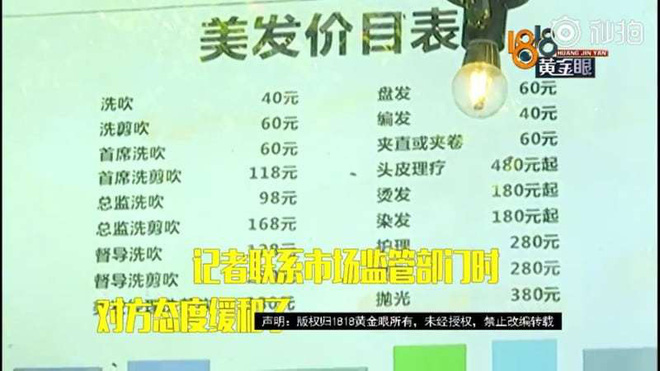 秒拍
1818
HUANG JIN YAN
黄金眼
美发价目表
洗吹 40元
洗剪吹 60元
首席洗吹 60元
首席洗剪吹 118元
总监洗吹 98元
总监洗剪吹 168元
督导洗吹
督导洗剪吹
盘发 60元
编发 40元
夹直或夹卷 60元
头皮理疗 480元起
烫发 180元起
染发 180元起
护理 280元
280元
抛光 380元
记者联系市场监管部门时
对方态度缓和了
声明：版权归1818黄金眼所有，未经授权，禁止改编转载